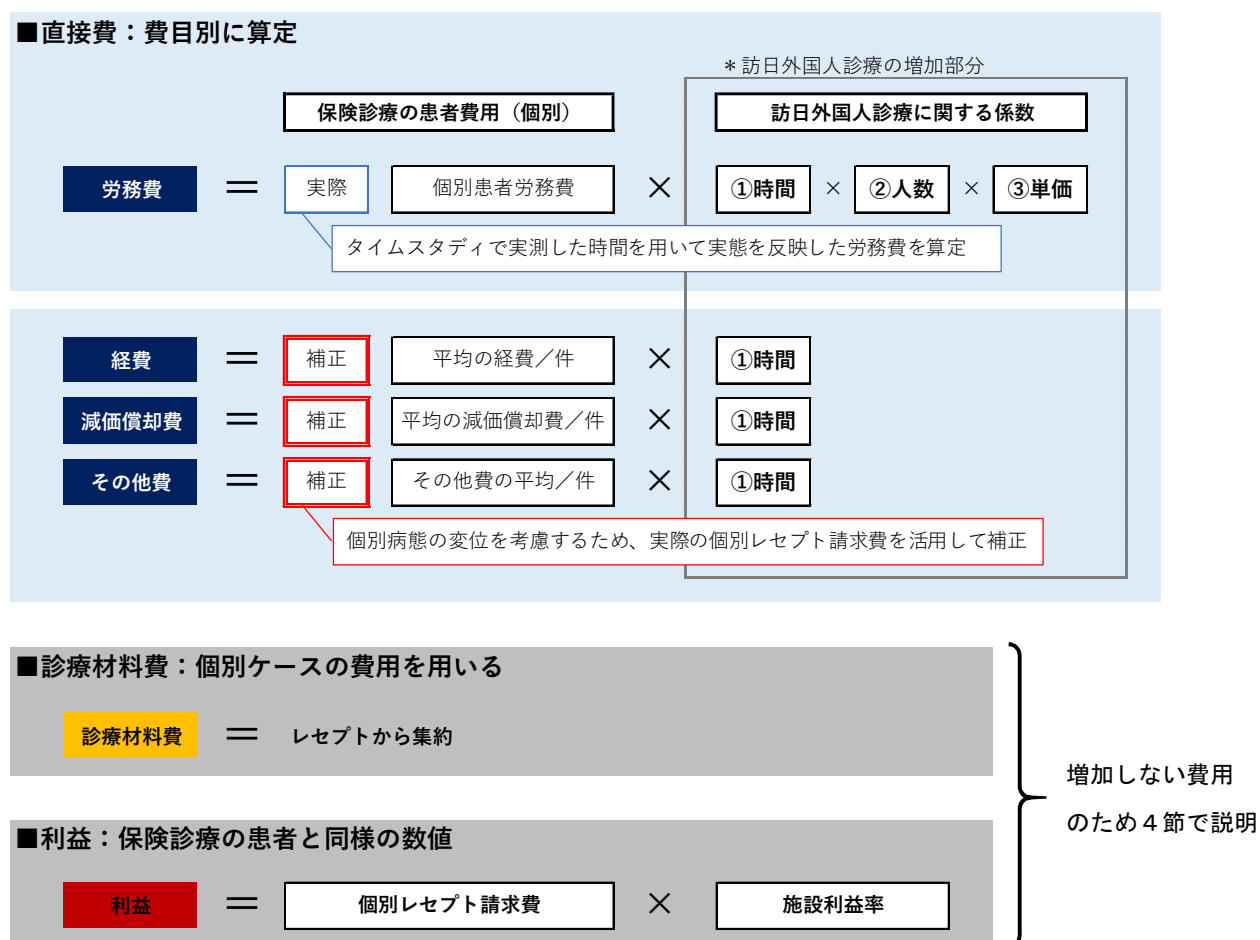 ■直接費：費目別に算定
＊訪日外国人診療の増加部分
保険診療の患者費用（個別） 訪日外国人診療に関する係数
労務費 ＝ 実際 個別患者労務費 × ①時間 × ②人数 × ③単価
タイムスタディで実測した時間を用いて実態を反映した労務費を算定
経費 ＝ 補正 平均の経費／件 × ①時間
減価償却費 ＝ 補正 平均の減価償却費／件 × ①時間
その他費 ＝ 補正 その他費の平均／件 × ①時間
個別病態の変位を考慮するため、実際の個別レセプト請求費を活用して補正
■診療材料費：個別ケースの費用を用いる
診療材料費 ＝ レセプトから集約
増加しない費用
のため４節で説明
■利益：保険診療の患者と同様の数値
利益 ＝ 個別レセプト請求費 × 施設利益率